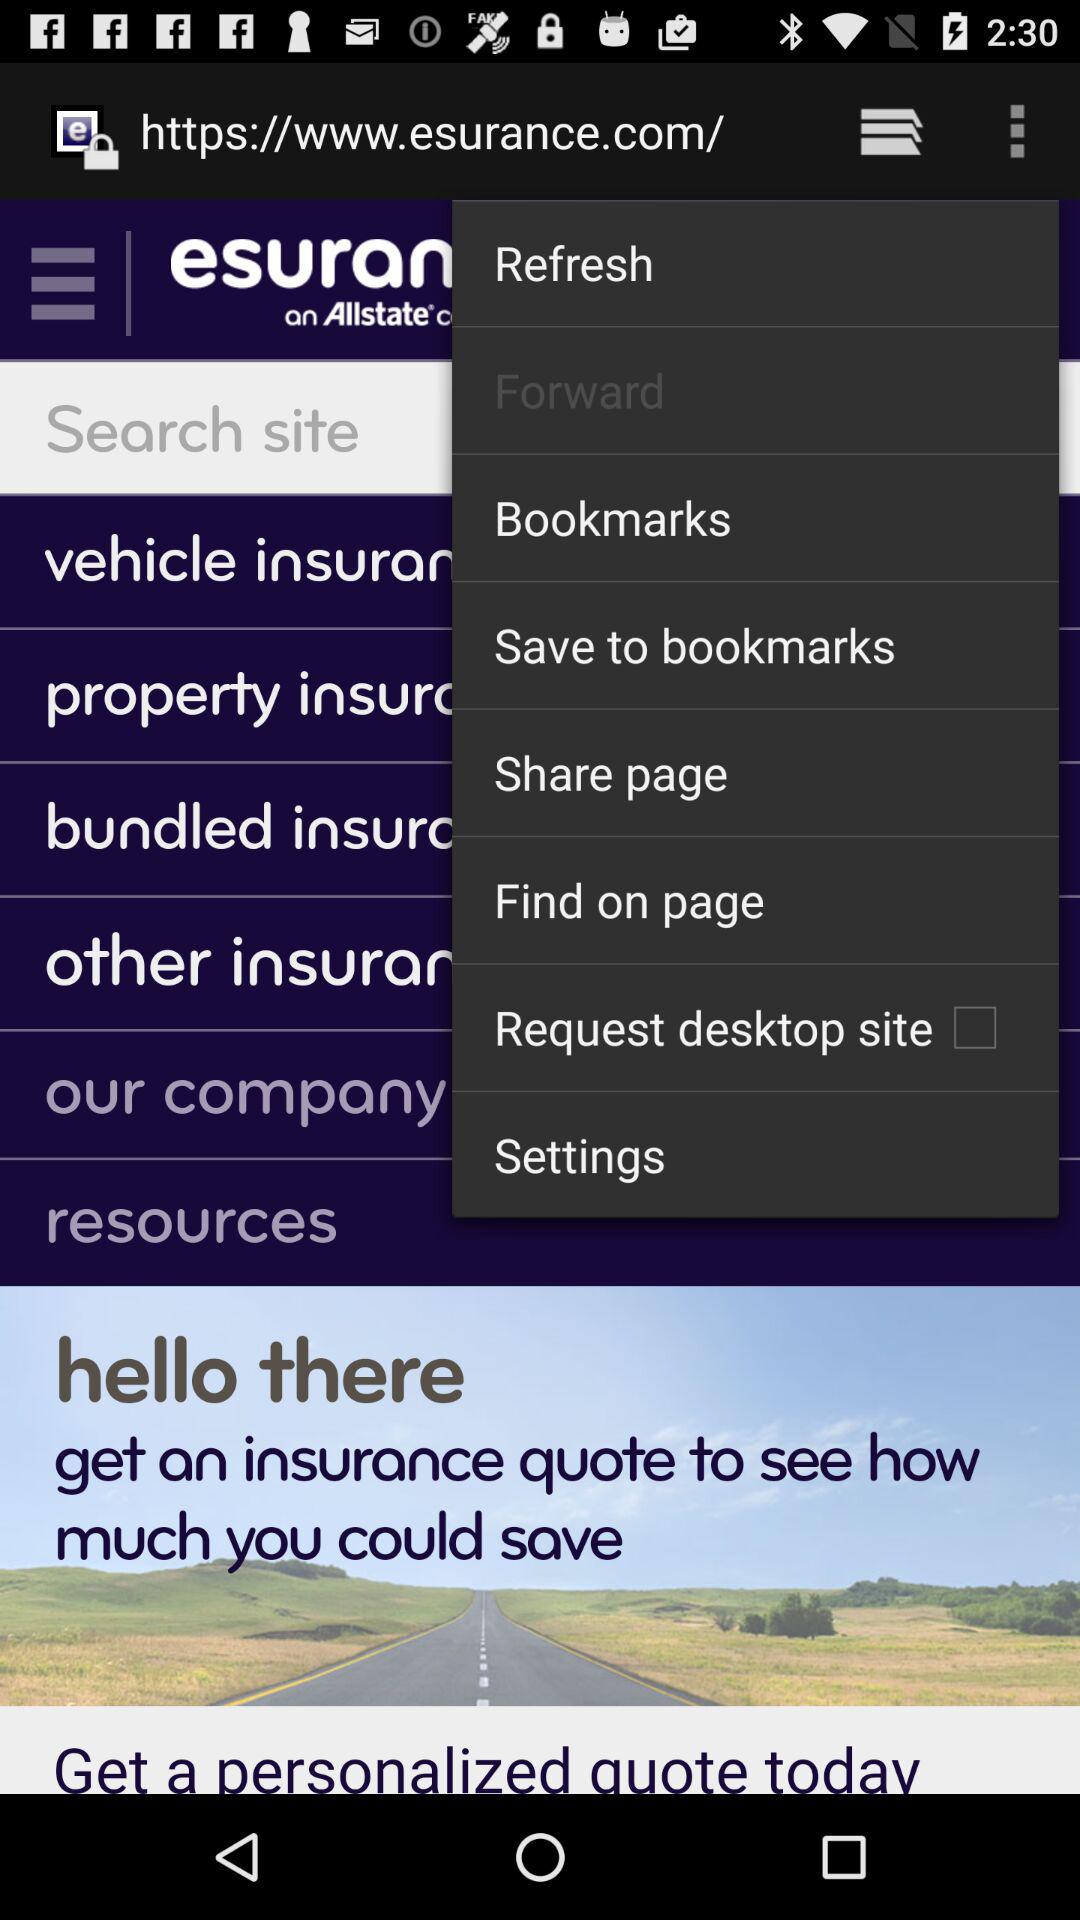 FAKE
2:30
e https://www.esurance.com/
esuran
an Allstate® c
Refresh
Forward
Search site
Bookmarks
vehicle insuran
Save to bookmarks
property insura
Share page
bundled insura
Find on page
other insuran
Request desktop site
our company
Settings
resources
hello there
get an insurance quote to see how
much you could save
Get a personalized quote today